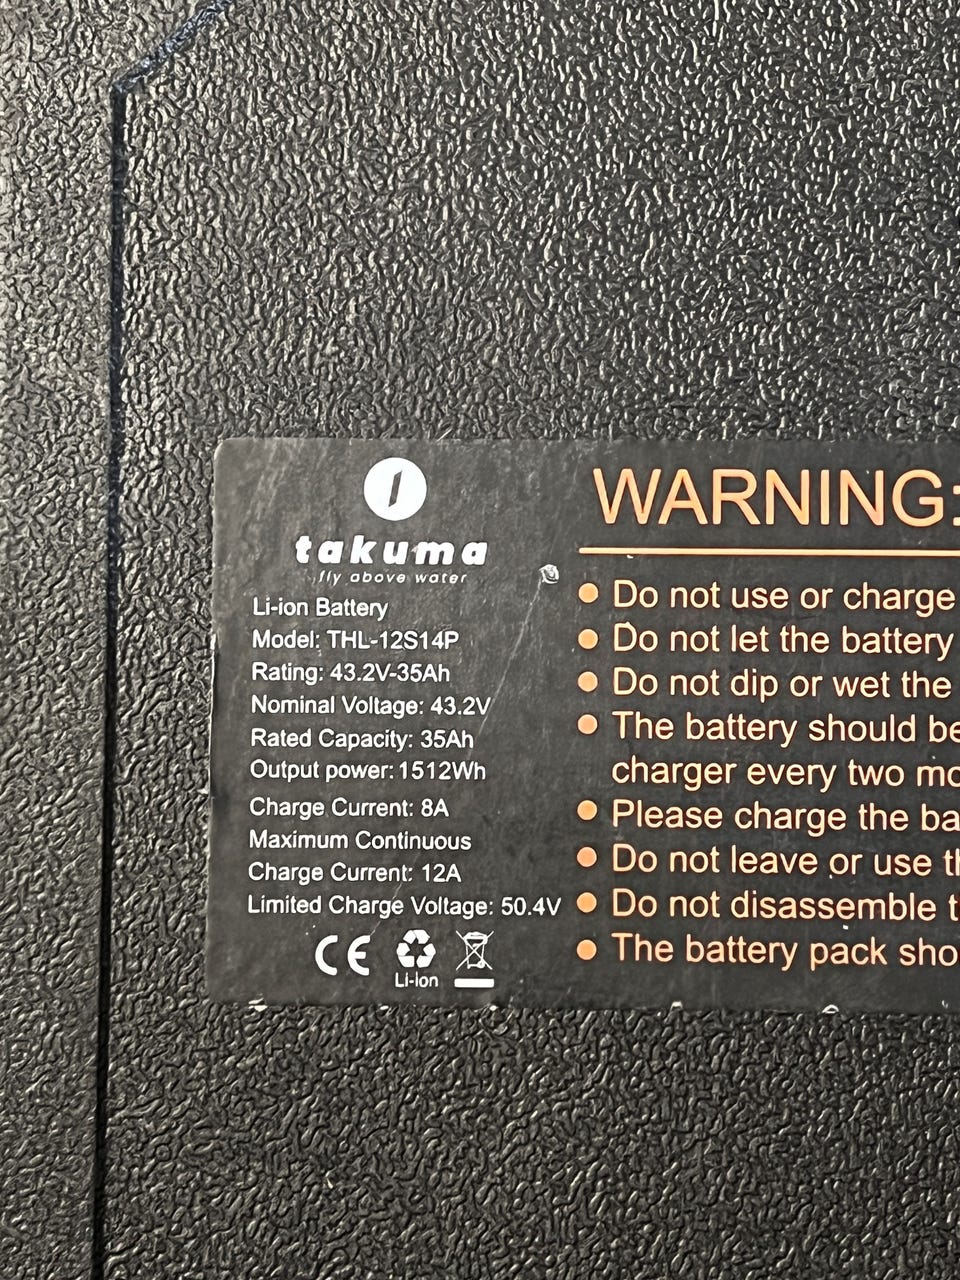 takuma
fly above water
Li-ion Battery
Model: THL-12S14P
Rating: 43.2V-35Ah
Nominal Voltage: 43.2V
Rated Capacity: 35Ah
Output power: 1512Wh
Charge Current: 8A
Maximum Continuous
Charge Current: 12A
Limited Charge Voltage: 50.4V
CE
Li-ion
WARNING:
Do not use or charge
Do not let the battery
Do not dip or wet the
The battery should be
charger every two
Please charge the
Do not leave or use
Do not disassemble
The battery pack